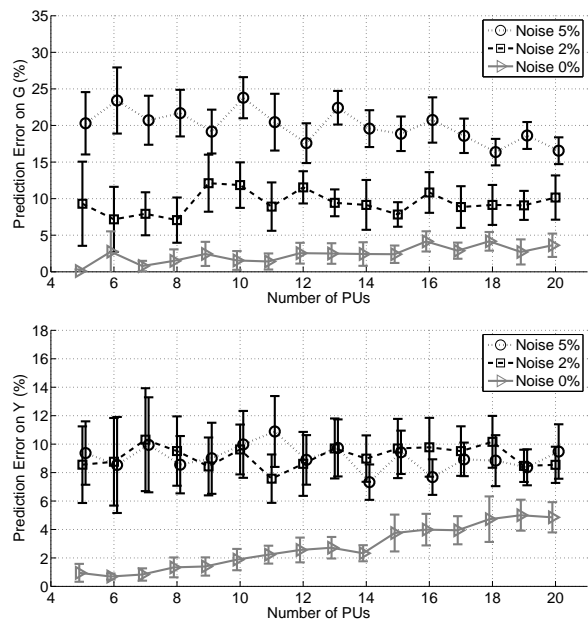 35
30
25
20
15
10
5
0
Prediction Error on G (%)
Noise 5%
Noise 2%
Noise 0%
4 6 8 10 12 14 16 18 20
Number of PUs
18
16
14
12
10
8
6
4
2
0
Prediction Error on Y (%)
Noise 5%
Noise 2%
Noise 0%
4 6 8 10 12 14 16 18 20
Number of PUs